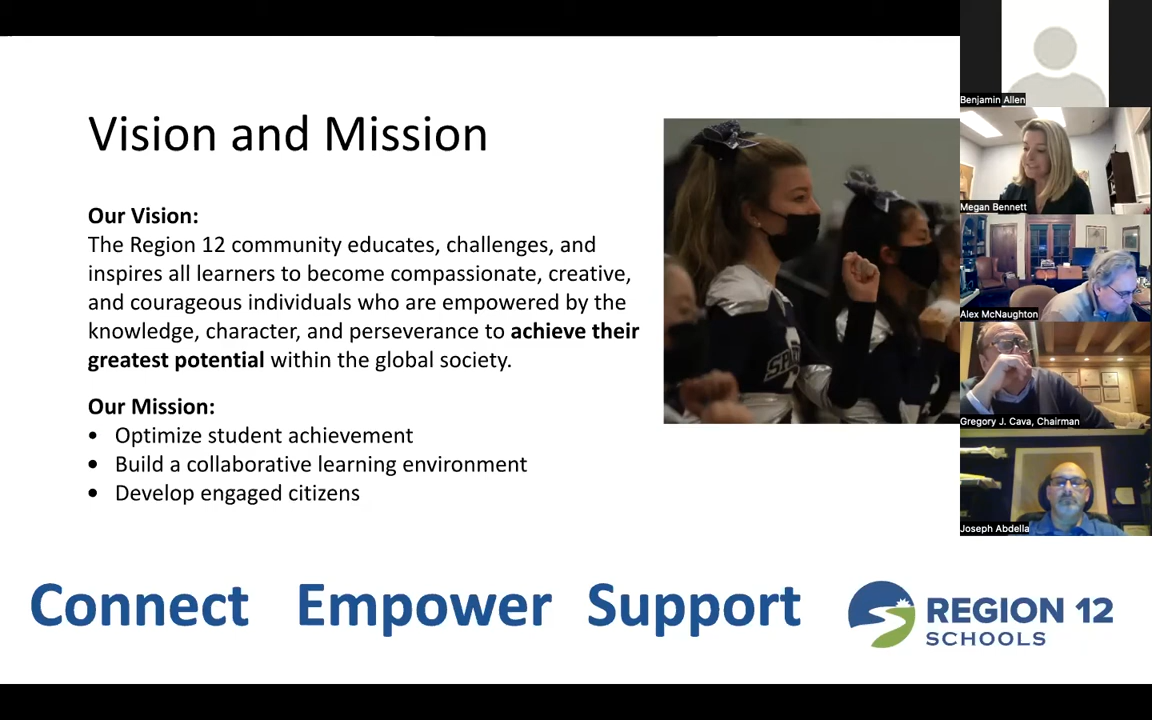 Vision and Mission
Our Vision:
The Region 12 community educates, challenges, and
inspires all learners to become compassionate, creative,
and courageous individuals who are empowered by the
knowledge, character, and perseverance to achieve their
greatest potential within the global society.
Our Mission:
• Optimize student achievement
• Build a collaborative learning environment
• Develop engaged citizens
Connect Empower Support
REGION 12
SCHOOLS
Benjamin Allen
Megan Bennett
Alex McNaughton
Gregory J. Cava, Chairman
Joseph Abdella